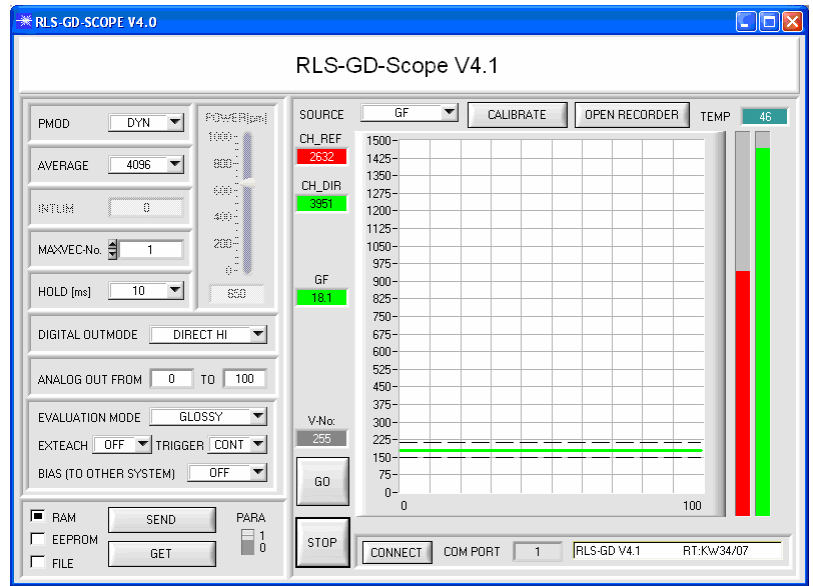 RLS-GD-SCOPE V4.0
RLS-GD-Scope V4.1
PMOD DYN
AVERAGE 4096
INTLIM 0
MAXVEC-No. 1
HOLD [ms] 10
POWER[pm]
1000
800
600
400
200
0
650
DIGITAL OUTMODE DIRECT HI
ANALOG OUT FROM 0 TO 100
EVALUATION MODE GLOSSY
EXTEACH OFF TRIGGER CONT
BIAS (TO OTHER SYSTEM) OFF
RAM
EEPROM
FILE
SEND
GET
PARA
1
0
SOURCE GF CALIBRATE OPEN RECORDER TEMP 46
CH_REF
2632
CH_DIR
3951
GF
18.1
V-No:
255
GO
STOP
1500
1425
1350
1275
1200
1125
1050
975
900
825
750
675
600
525
450
375
300
225
150
75
0
0 100
CONNECT COM PORT 1 RLS-GD V4.1 RT:KW34/07